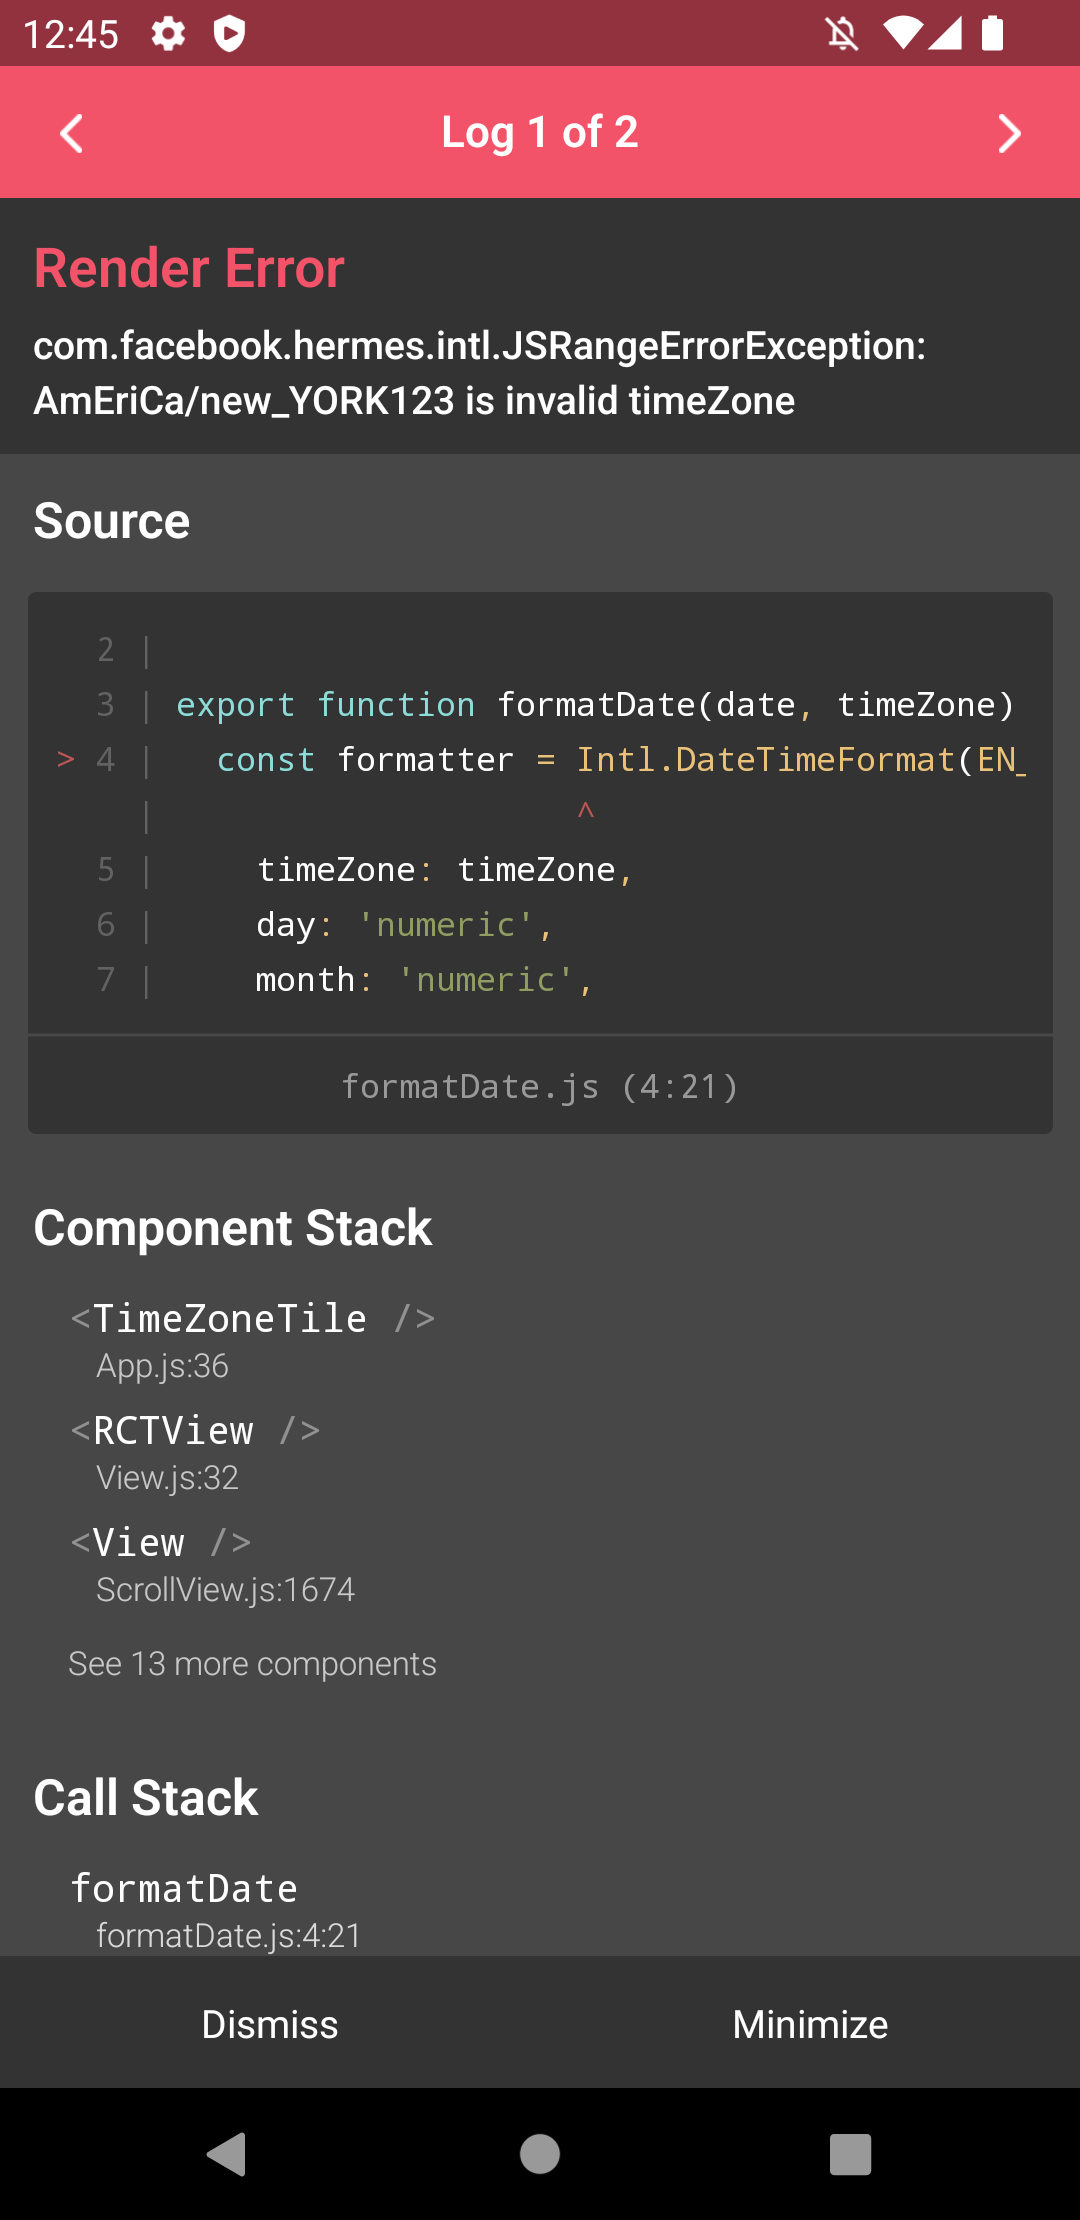 12:45
Log 1 of 2
Render Error
com.facebook.hermes.intl.JSRangeErrorException:
AmEriCa/new_YORK123 is invalid timeZone
Source
2 |
3 | export function formatDate(date, timeZone)
> 4 |   const formatter = Intl.DateTimeFormat(EN_
|                     ^
5 |     timeZone: timeZone,
6 |     day: 'numeric',
7 |     month: 'numeric',
formatDate.js (4:21)
Component Stack
<TimeZoneTile />
App.js:36
<RCTView />
View.js:32
<View />
ScrollView.js:1674
See 13 more components
Call Stack
formatDate
formatDate.js:4:21
Dismiss Minimize